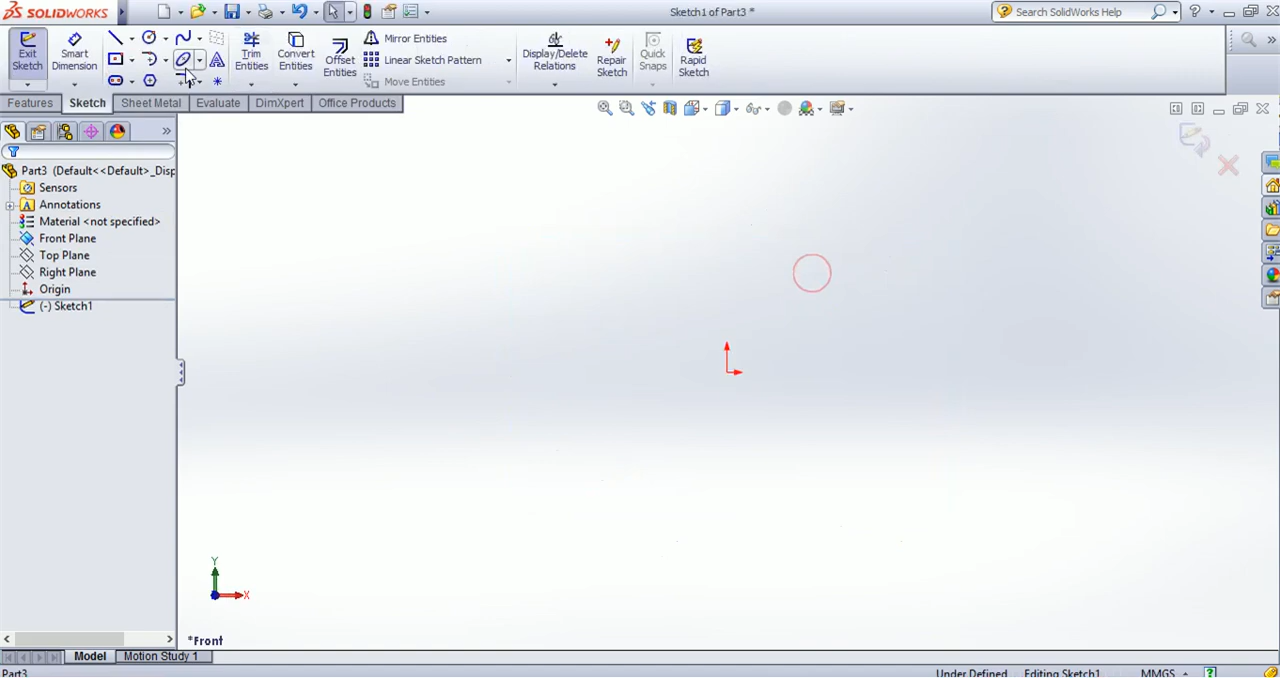 SOLIDWORKS
Sketch1 of Part3 *
Search SolidWorks Help
Exit Sketch
Smart Dimension
Trim Entities
Convert Entities
Offset Entities
Mirror Entities
Linear Sketch Pattern
Move Entities
Display/Delete Relations
Repair Sketch
Quick Snaps
Rapid Sketch
Features
Sketch
Sheet Metal
Evaluate
DimXpert
Office Products
Part3 (Default<<Default>_Disp
Sensors
A Annotations
Material <not specified>
Front Plane
Top Plane
Right Plane
Origin
(-) Sketch1
Y
X
*Front
Model
Motion Study 1
Part3
Under Defined
Editing Sketch1
MMGS